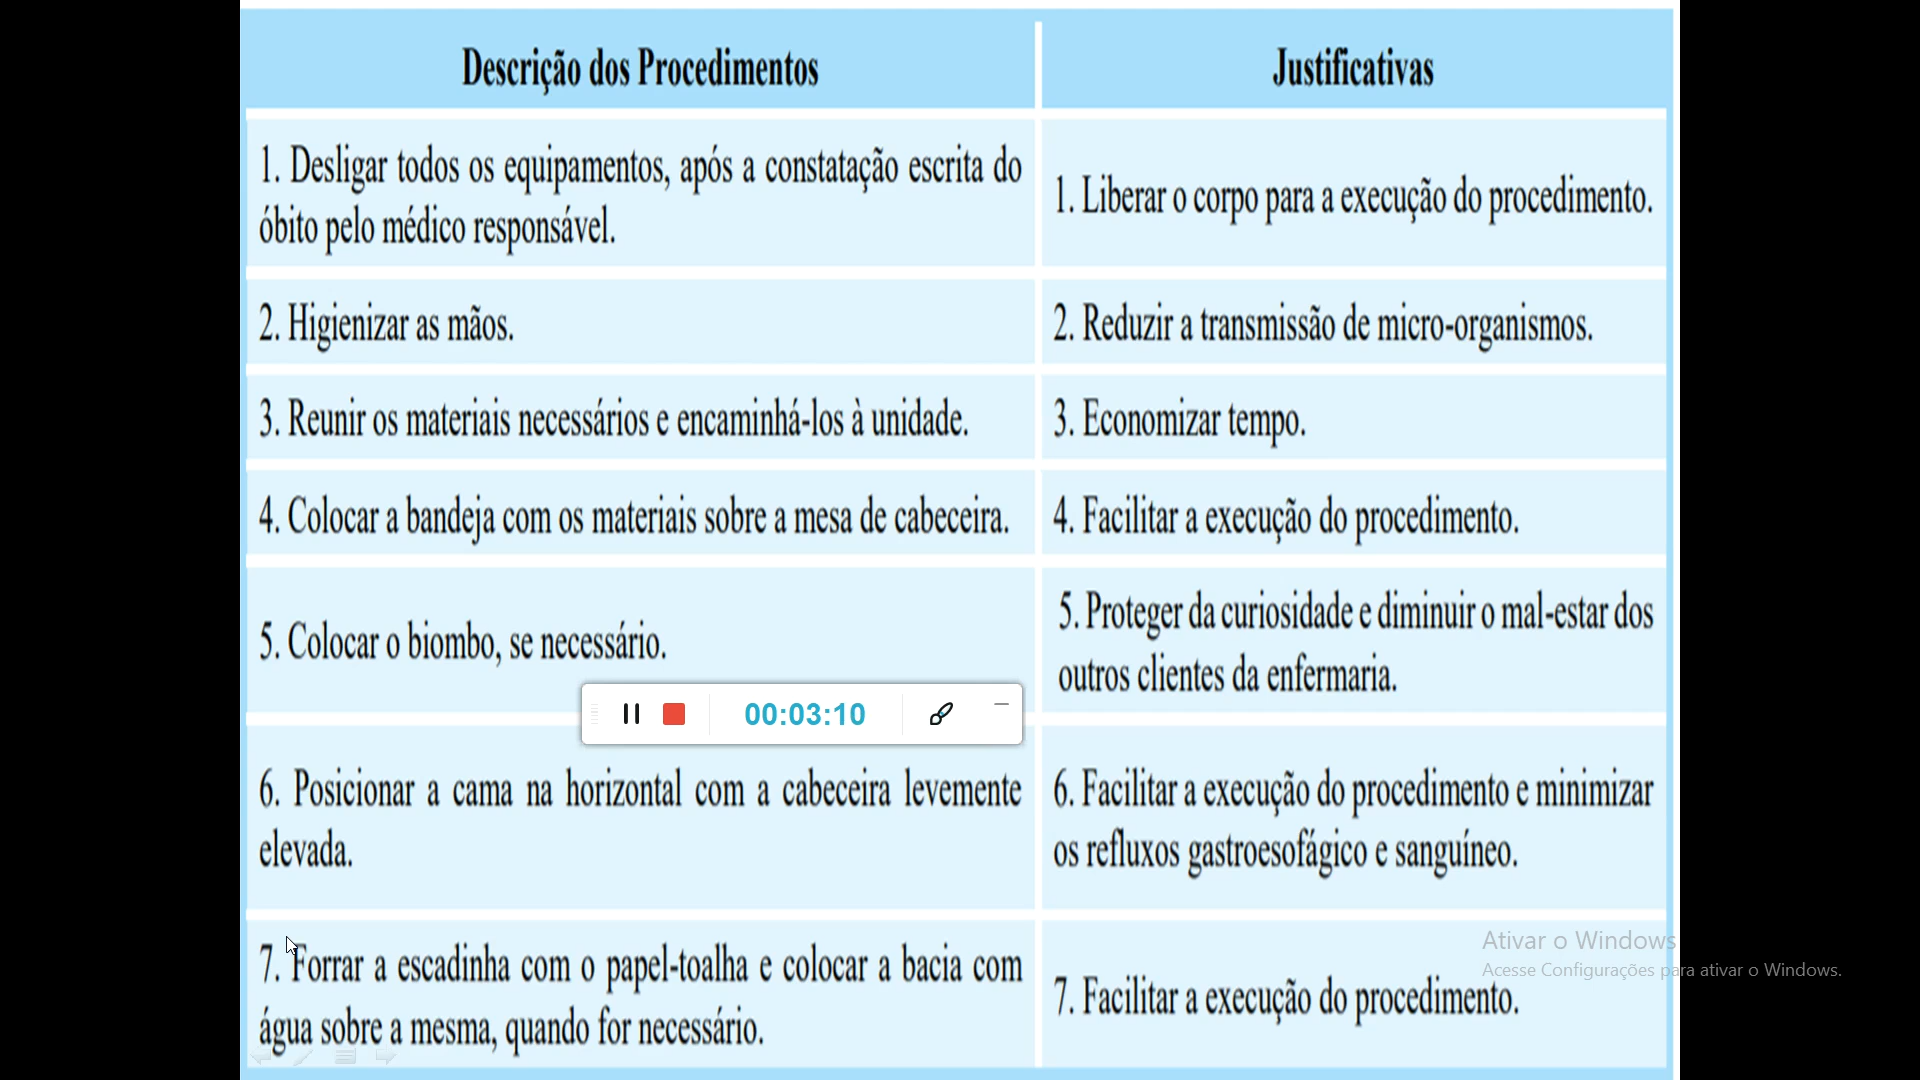 Descrição dos Procedimentos
Justificativas
1. Desligar todos os equipamentos, após a constatação escrita do
óbito pelo médico responsável.
1. Liberar o corpo para a execução do procedimento.
2. Higienizar as mãos.
2. Reduzir a transmissão de micro-organismos.
3. Reunir os materiais necessários e encaminhá-los à unidade.
3. Economizar tempo.
4. Colocar a bandeja com os materiais sobre a mesa de cabeceira.
4. Facilitar a execução do procedimento.
5. Colocar o biombo, se necessário.
5. Proteger da curiosidade e diminuir o mal-estar dos
outros clientes da enfermaria.
00:03:10
6. Posicionar a cama na horizontal com a cabeceira levemente
elevada.
6. Facilitar a execução do procedimento e minimizar
os refluxos gastroesofágico e sanguíneo.
7. Forrar a escadinha com o papel-toalha e colocar a bacia com
água sobre a mesma, quando for necessário.
7. Facilitar a execução do procedimento.
Ativar o Windows
Acesse Configurações para ativar o Windows.